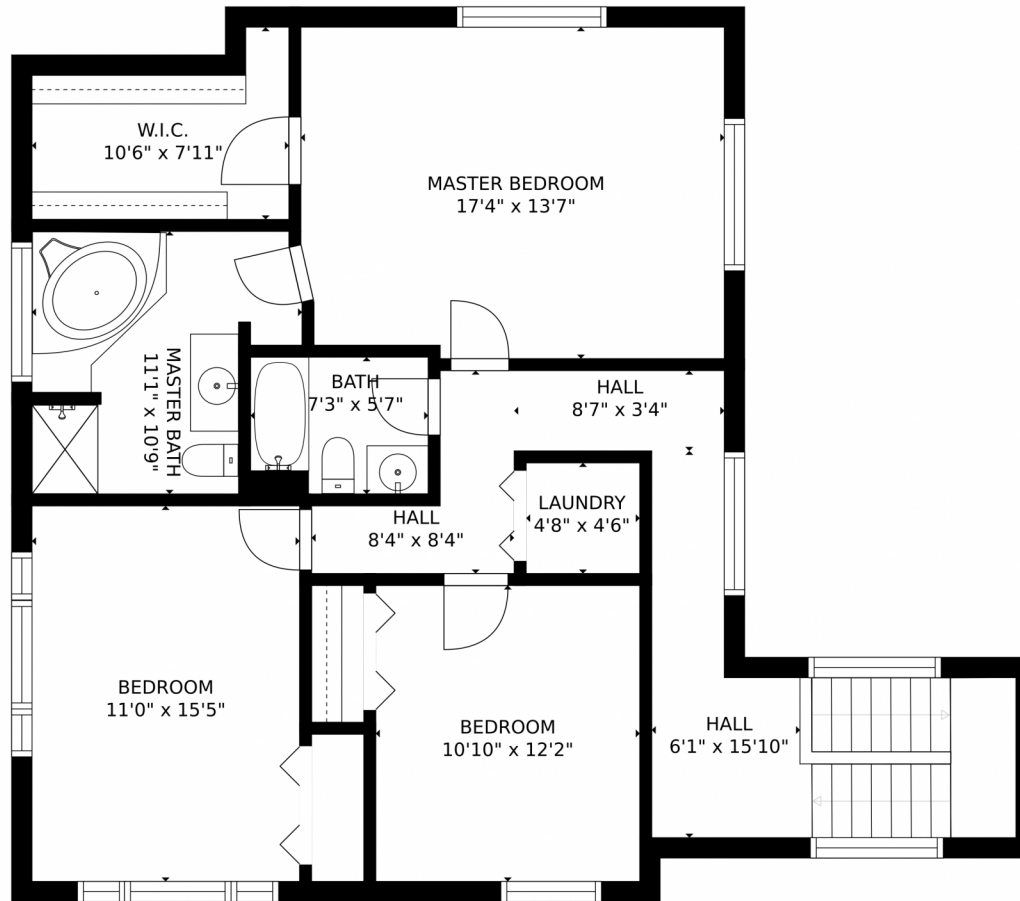 W.I.C.
10'6" x 7'11"
MASTER BEDROOM
17'4" x 13'7"
MASTER BATH
11'1" x 10'9"
BATH
7'3" x 5'7"
HALL
8'7" x 3'4"
HALL
8'4" x 8'4"
LAUNDRY
4'8" x 4'6"
BEDROOM
11'0" x 15'5"
BEDROOM
10'10" x 12'2"
HALL
6'1" x 15'10"